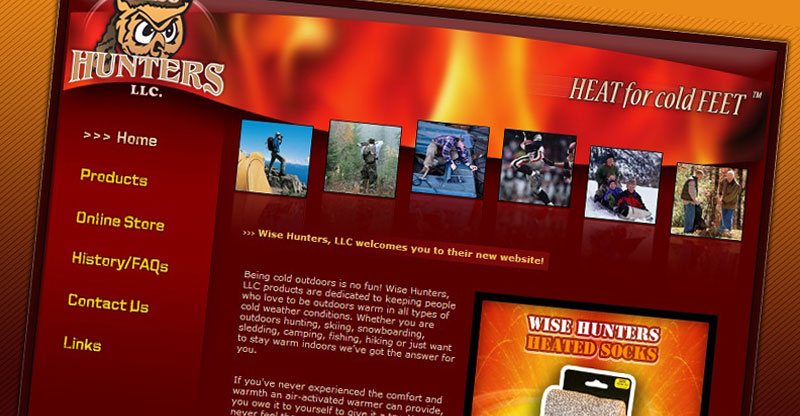 HUNTERS
LLC.
HEAT for cold FEET ™
>>> Home
Products
Online Store
History/FAQs
Contact Us
Links
>>> Wise Hunters, LLC welcomes you to their new website!
Being cold outdoors is no fun! Wise Hunters,
LLC products are dedicated to keeping people
who love to be outdoors warm in all types of
cold weather conditions. Whether you are
outdoors hunting, skiing, snowboarding,
sledding, camping, fishing, hiking or just want
to stay warm indoors we've got the answer for
you.
If you've never experienced the comfort and
warmth an air-activated warmer can provide,
you owe it to yourself to give it a
WISE HUNTERS
HEATED SOCKS